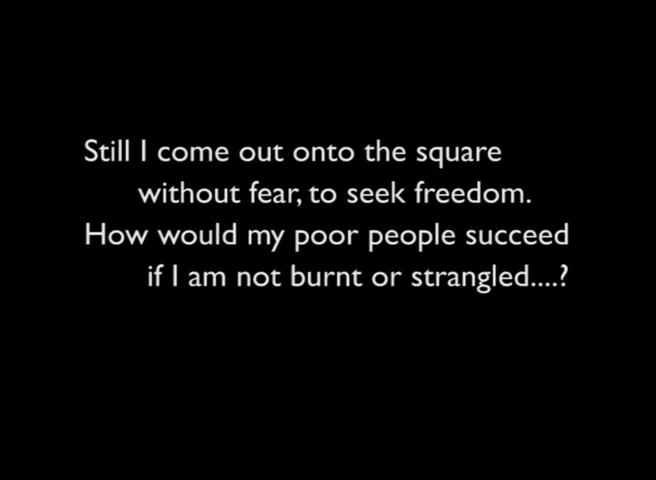 Still I come out onto the square
without fear, to seek freedom.
How would my poor people succeed
if I am not burnt or strangled....?